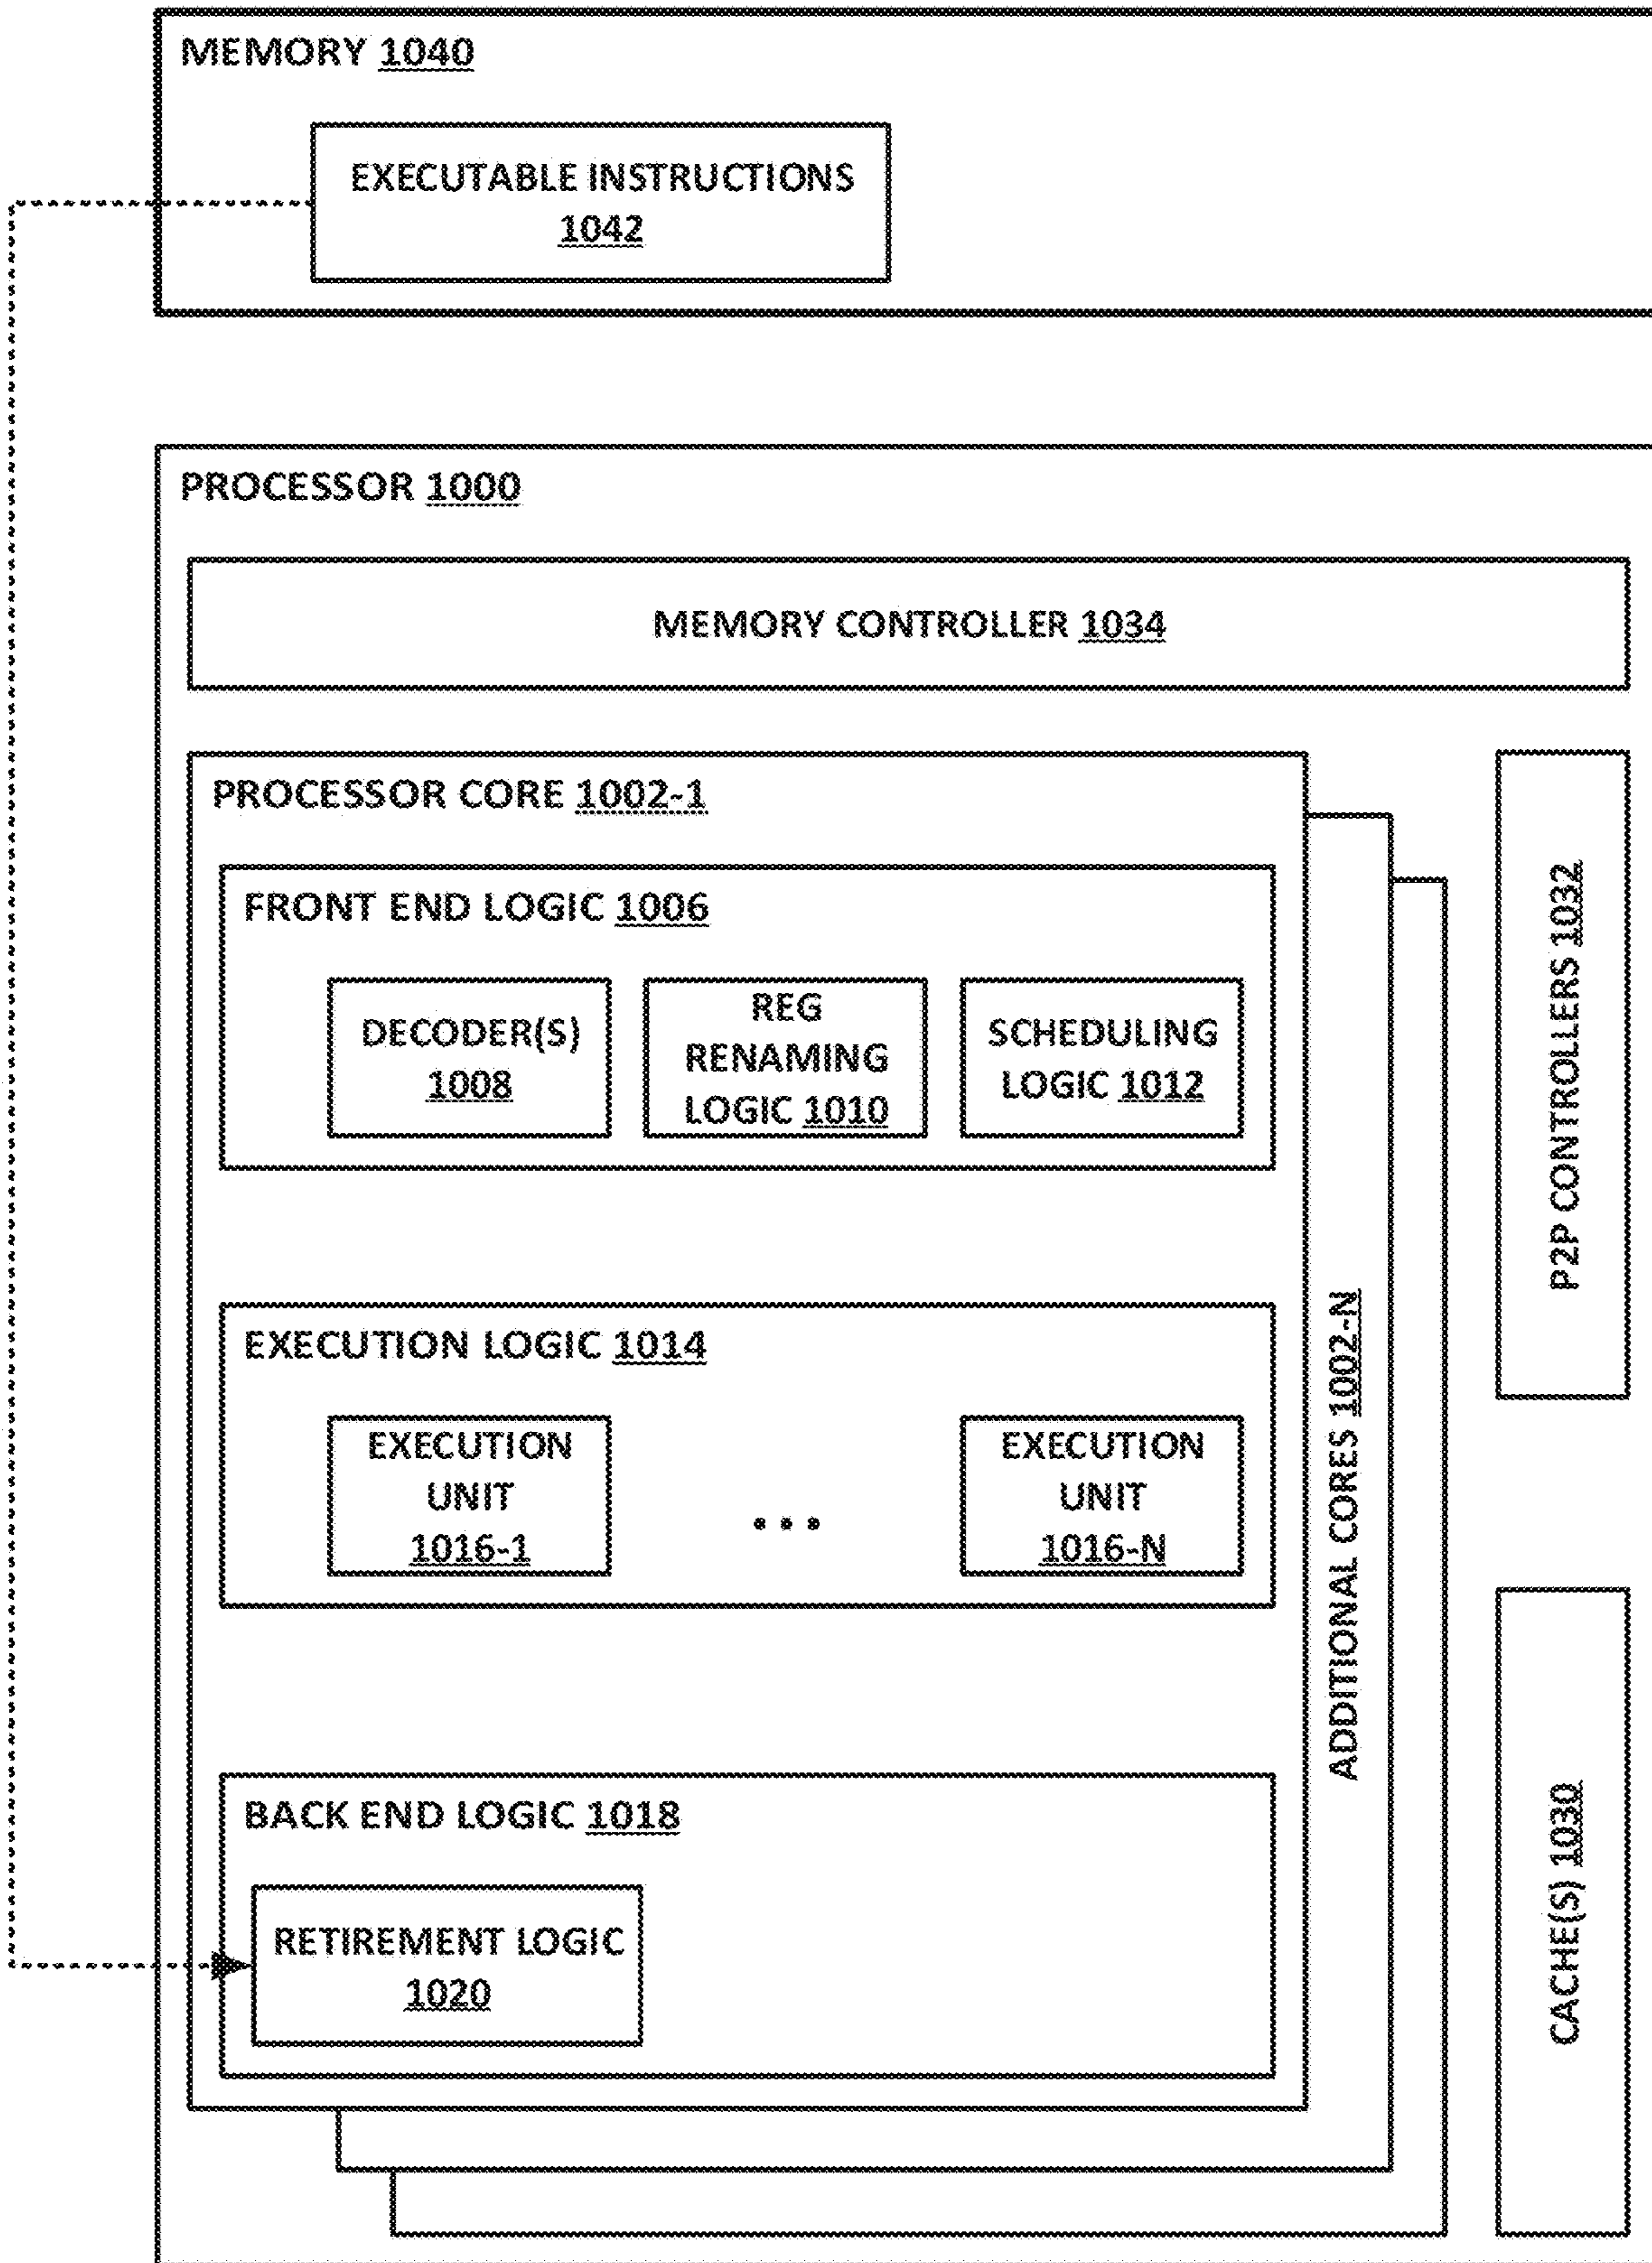 MEMORY 1040
EXECUTABLE INSTRUCTIONS
1042
PROCESSOR 1000
MEMORY CONTROLLER 1034
PROCESSOR CORE 1002-1
FRONT END LOGIC 1006
DECODER(S)
1008
REG
RENAMING
LOGIC 1010
SCHEDULING
LOGIC 1012
EXECUTION LOGIC 1014
EXECUTION
UNIT
1016-1
...
EXECUTION
UNIT
1016-N
BACK END LOGIC 1018
RETIREMENT LOGIC
1020
ADDITIONAL CORES 1002-N
P2P CONTROLLERS 1032
CACHE(S) 1030